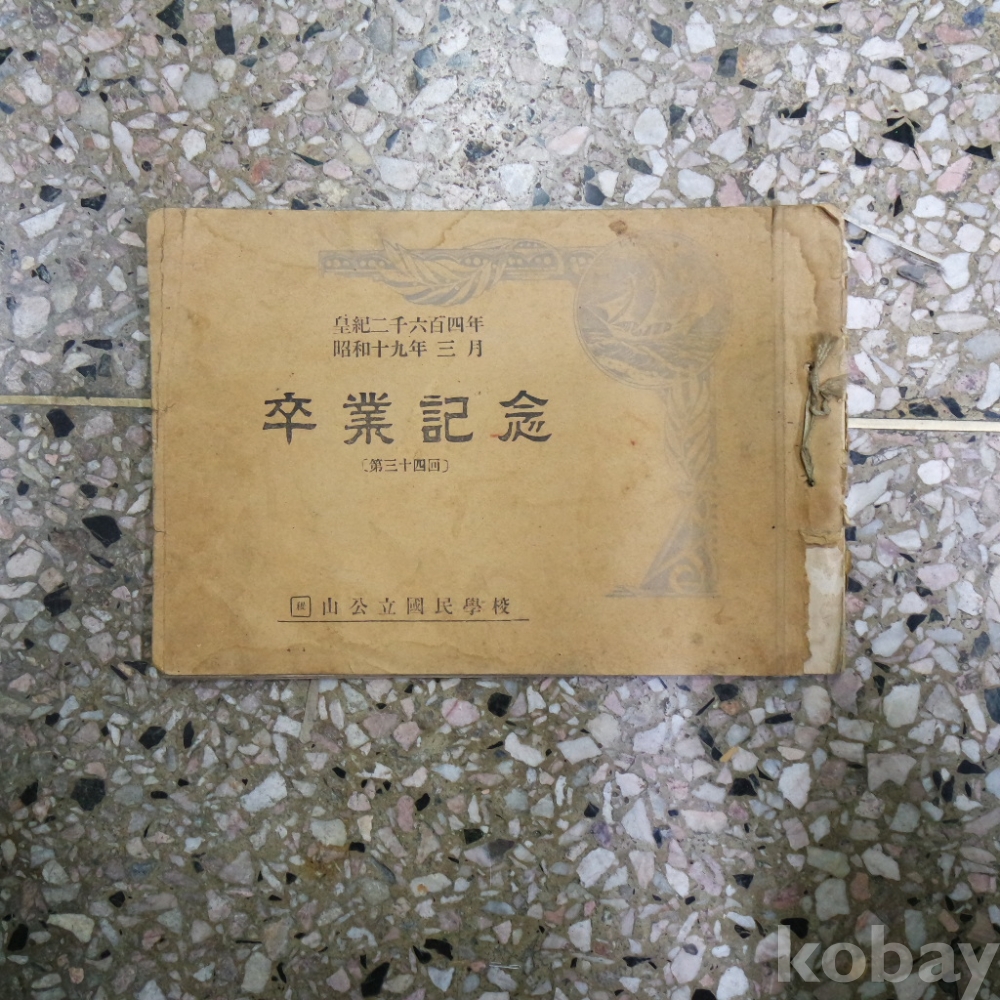 皇紀二千六百四年
昭和十九年 三月
卒業記念
〔第三十四回〕
山公立國民學校
kobay